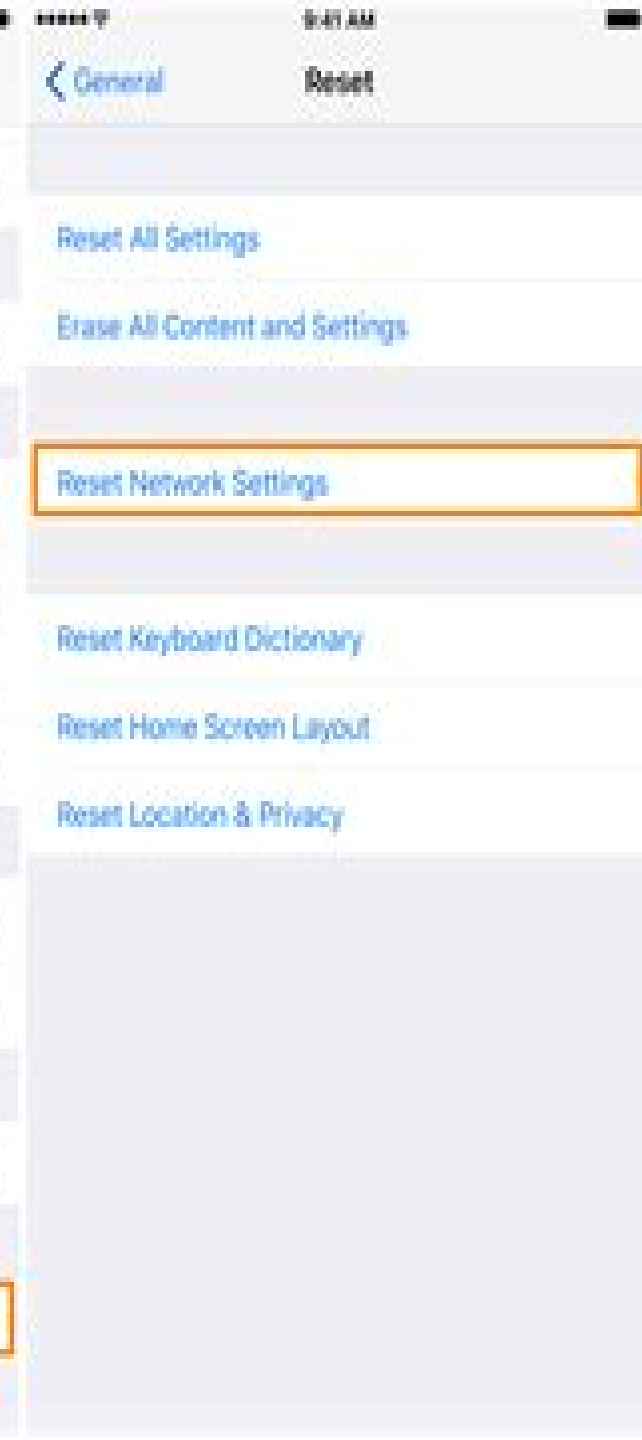 9:41 AM
General
Reset
Reset All Settings
Erase All Content and Settings
Reset Network Settings
Reset Keyboard Dictionary
Reset Home Screen Layout
Reset Location & Privacy